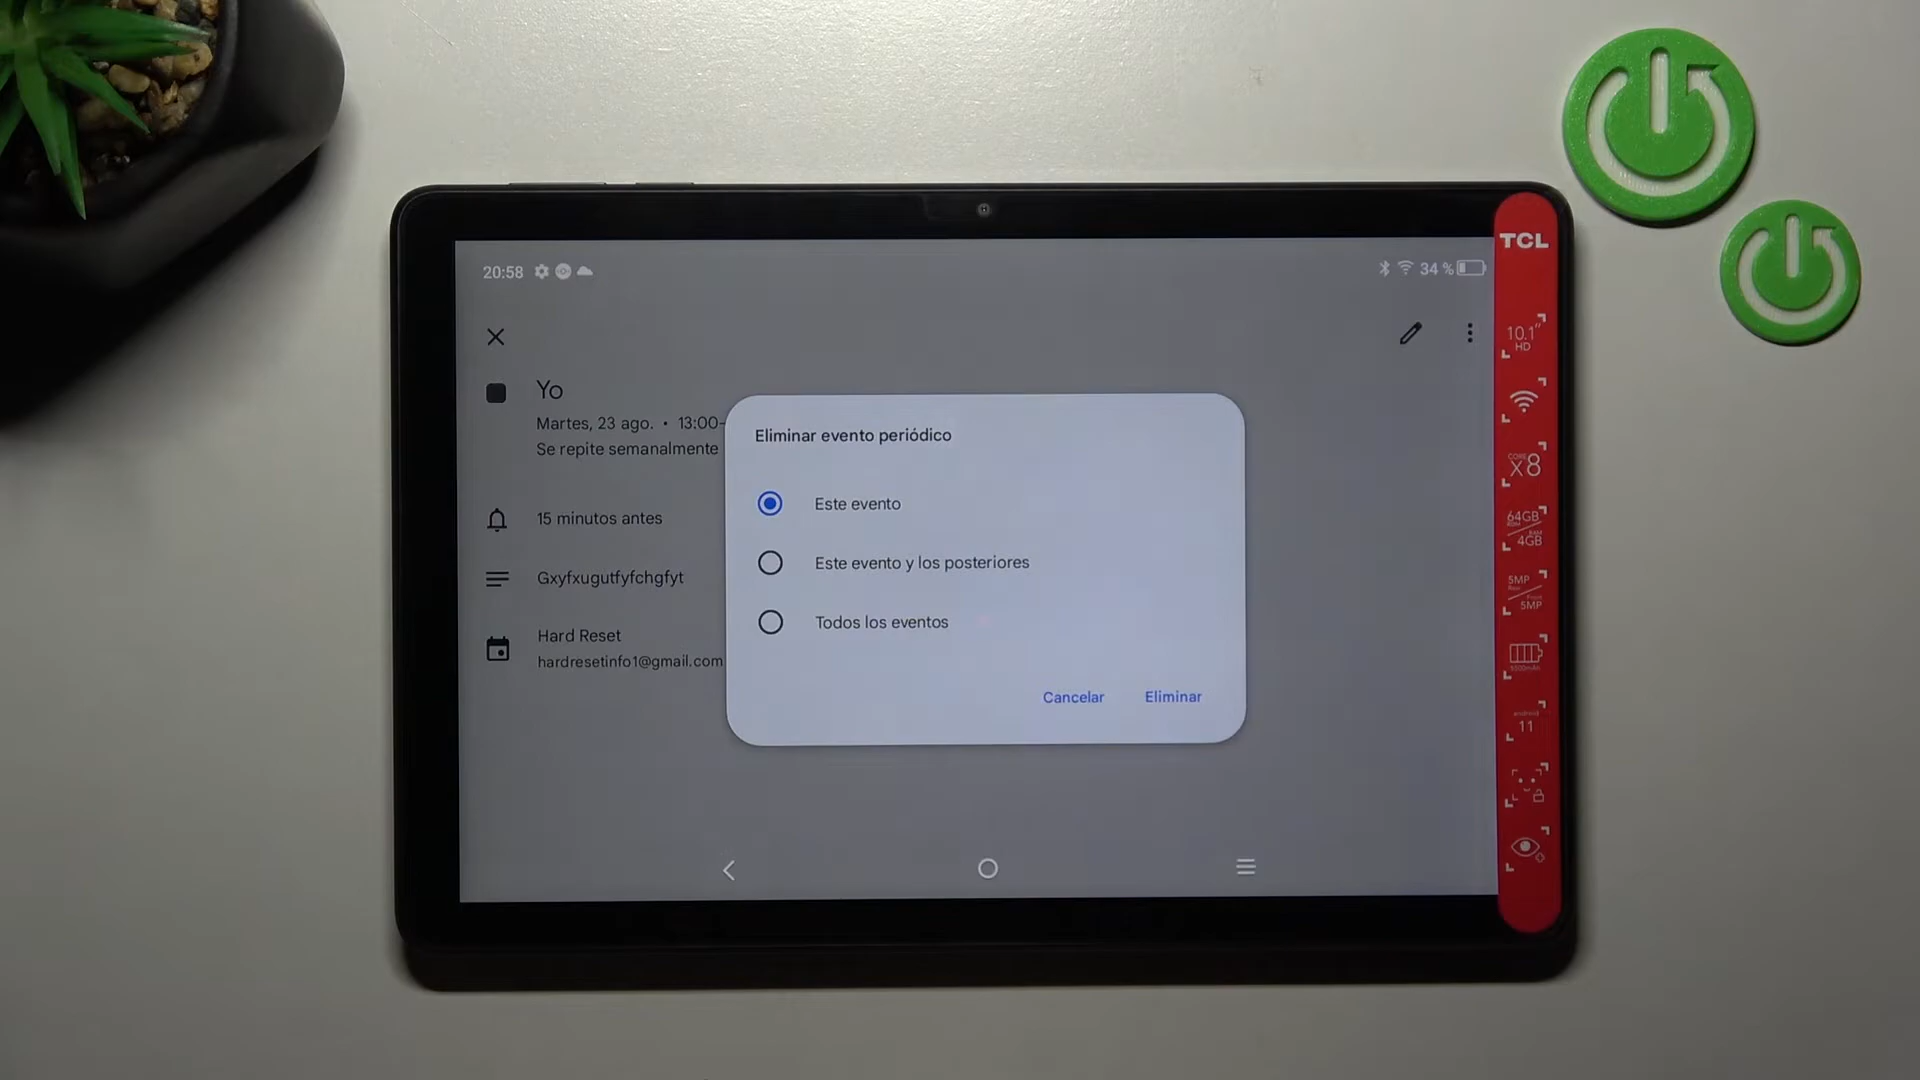 20:58
34 %
TCL
Yo
Martes, 23 ago. • 13:00-
Se repite semanalmente
15 minutos antes
Gxyfxugutfyfchgfyt
Hard Reset
hardresetinfo1@gmail.com
Eliminar evento periódico
Este evento
Este evento y los posteriores
Todos los eventos
Cancelar
Eliminar
10.1"
HD
CORE
X8
64GB
4GB
5MP
5MP
android
11